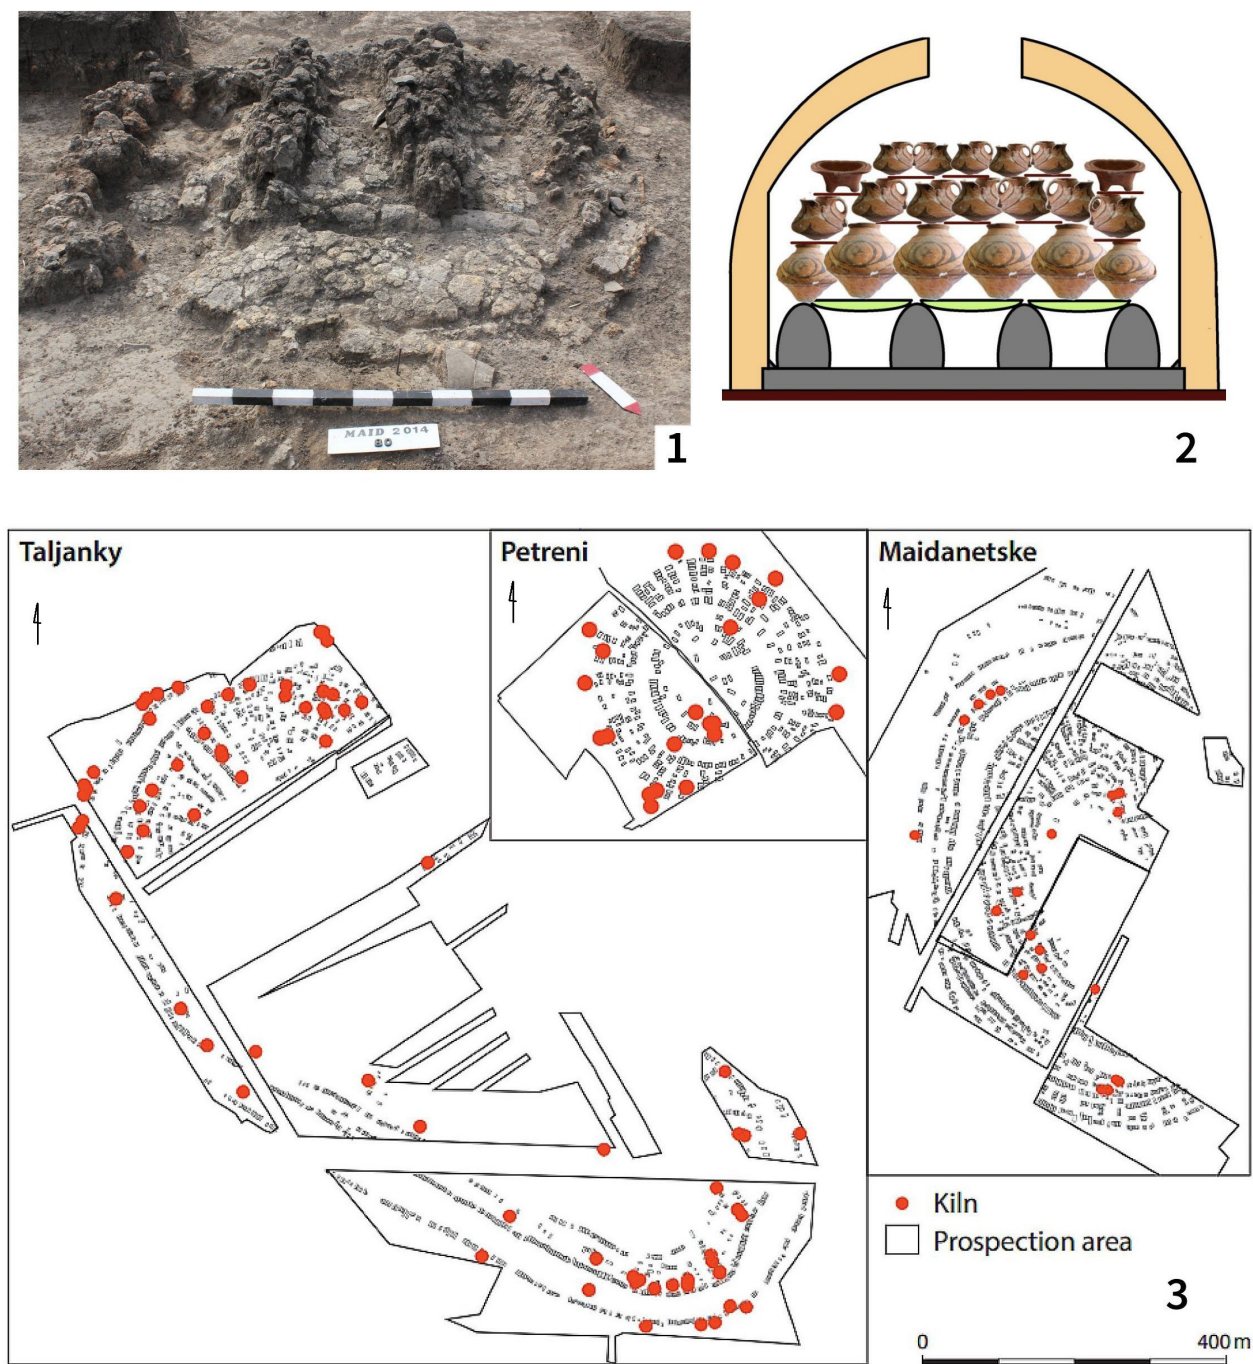 MAID 2014
80
1
2
Taljanky
Petreni
Maidanetske
Kiln
Prospection area
3
0 400 m